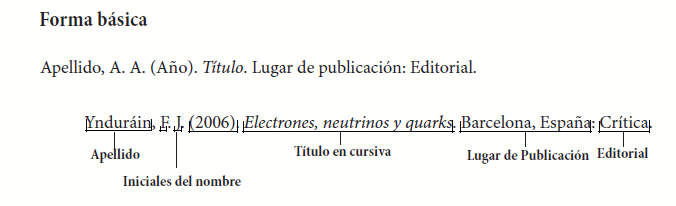 Forma básica
Apellido, A. A. (Año). Título. Lugar de publicación: Editorial.
Ynduráin, F. J. (2006). Electrones, neutrinos y quarks. Barcelona, España: Crítica.
Apellido
Título en cursiva
Lugar de Publicación
Editorial
Iniciales del nombre